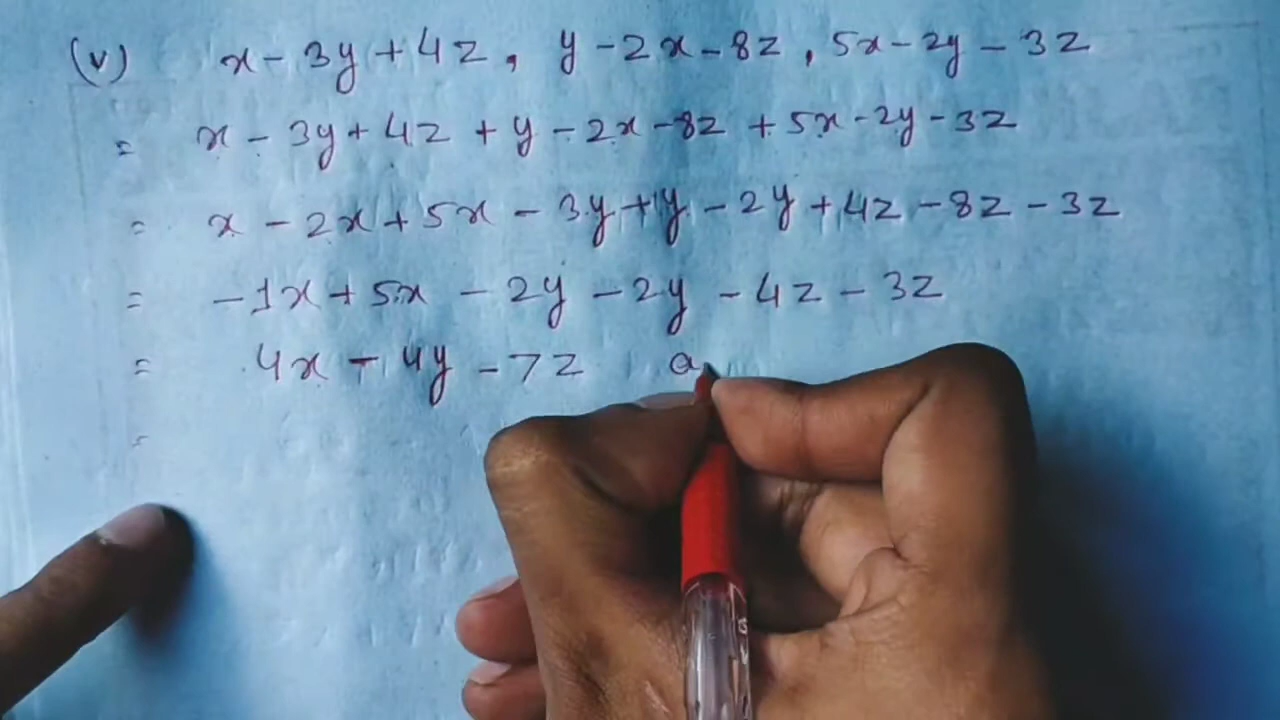 (v) x - 3y + 4z , y - 2x - 8z , 5x - 2y - 3z
= x - 3y + 4z + y - 2x - 8z + 5x - 2y - 3z
= x - 2x + 5x - 3y + y - 2y + 4z - 8z - 3z
= -1x + 5x - 2y - 2y - 4z - 3z
= 4x - 4y - 7z a